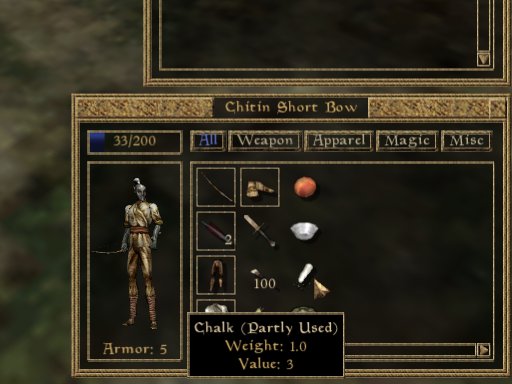 Chitin Short Bow
33/200
All
Weapon
Apparel
Magic
Misc
2
100
Chalk (Partly Used)
Weight: 1.0
Value: 3
Armor: 5